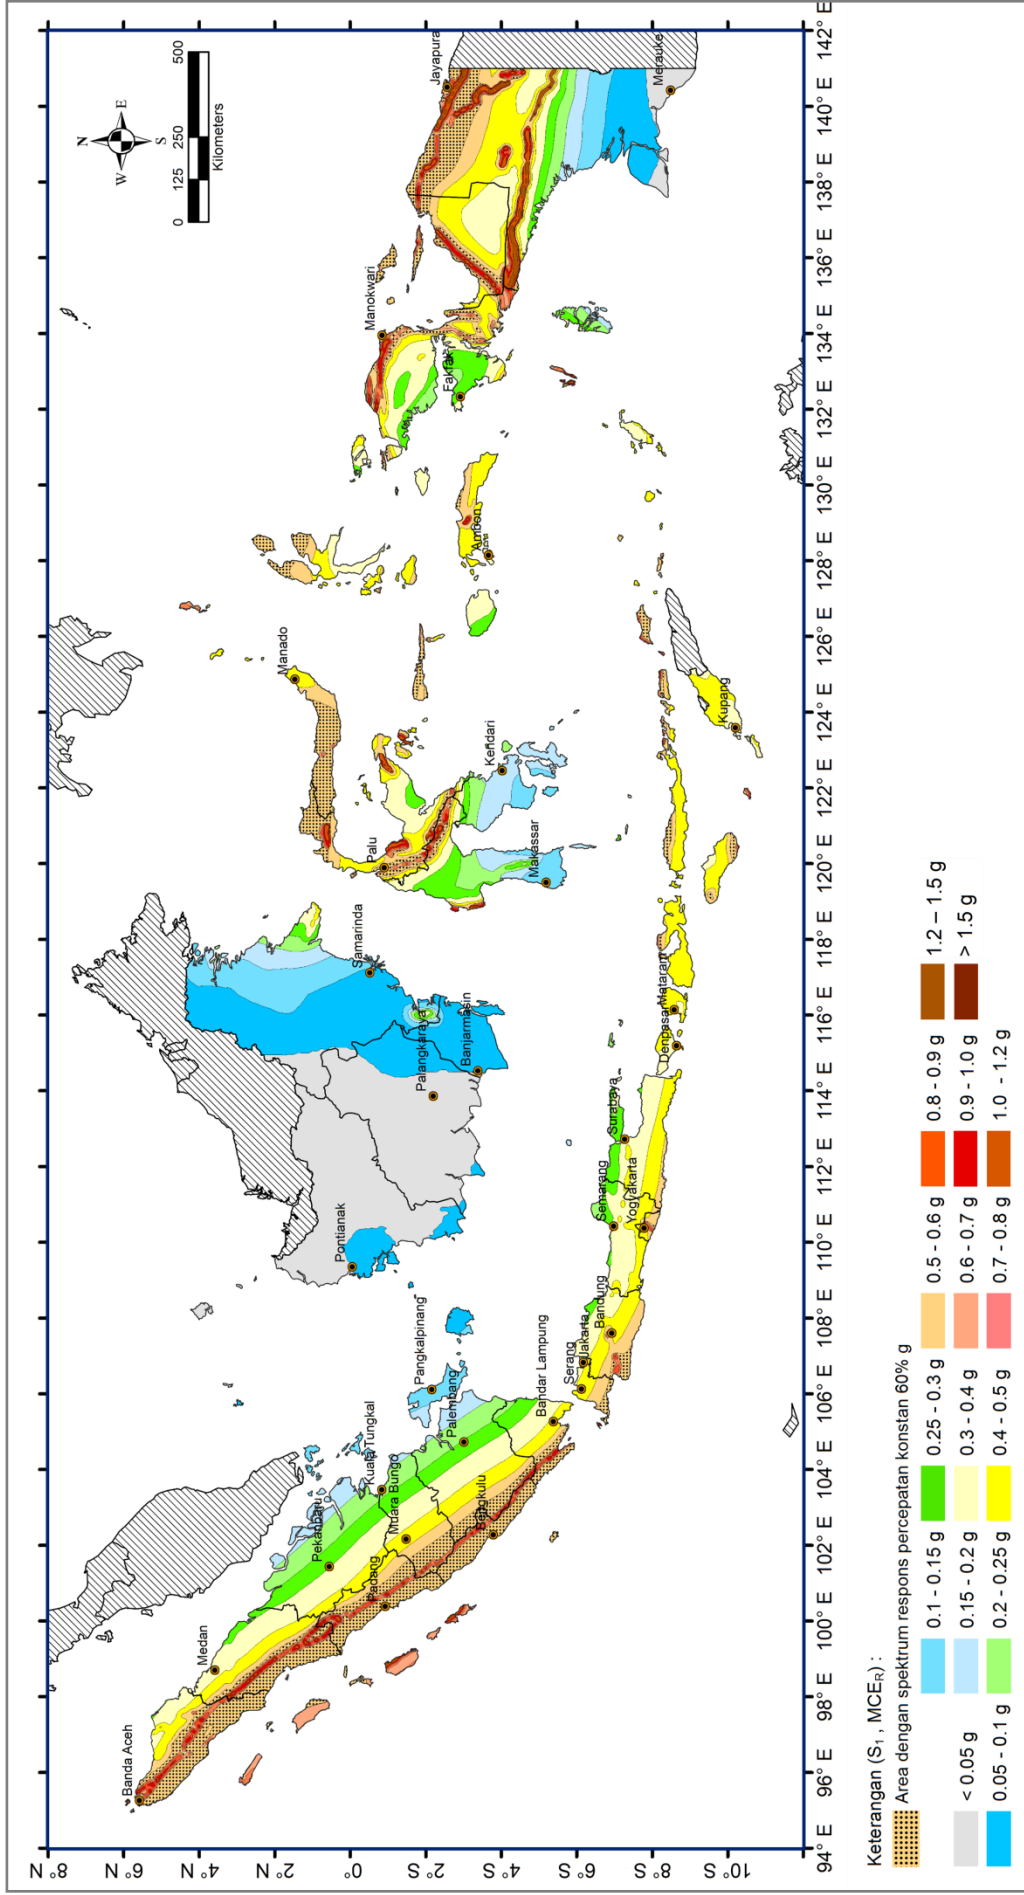 8° N
6° N
4° N
2° N
0°
2° S
4° S
6° S
8° S
10° S
94° E
96° E
98° E
100° E
102° E
104° E
106° E
108° E
110° E
112° E
114° E
116° E
118° E
120° E
122° E
124° E
126° E
128° E
130° E
132° E
134° E
136° E
138° E
140° E
142° E
N
W
E
S
0 125 250 500
Kilometers
Banda Aceh
Medan
Pekanbaru
Padang
Kuala Tungkal
Muara Bungo
Bengkulu
Palembang
Pangkalpinang
Bandar Lampung
Serang
Jakarta
Bandung
Semarang
Yogyakarta
Surabaya
Denpasar
Mataram
Kupang
Pontianak
Palangkaraya
Banjarmasin
Samarinda
Palu
Makassar
Kendari
Manado
Ambon
Fakfak
Manokwari
Jayapura
Merauke
Keterangan (S₁ , MCEᵣ) :
Area dengan spektrum respons percepatan konstan 60% g
< 0.05 g
0.05 - 0.1 g
0.1 - 0.15 g
0.15 - 0.2 g
0.2 - 0.25 g
0.25 - 0.3 g
0.3 - 0.4 g
0.4 - 0.5 g
0.5 - 0.6 g
0.6 - 0.7 g
0.7 - 0.8 g
0.8 - 0.9 g
0.9 - 1.0 g
1.0 - 1.2 g
1.2 – 1.5 g
> 1.5 g